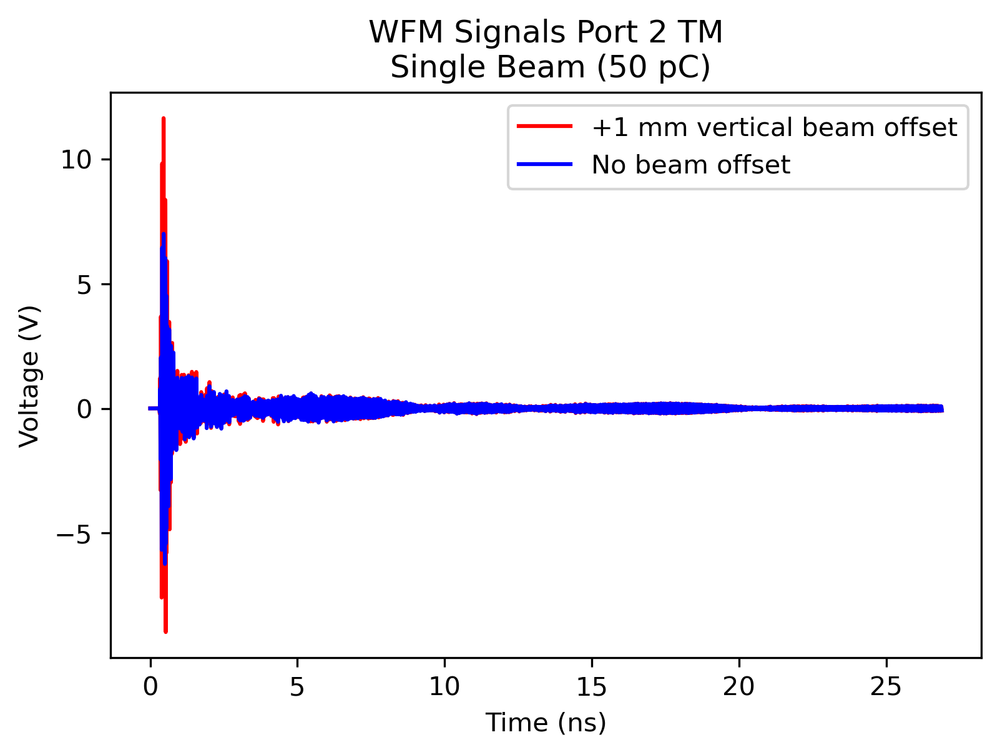 WFM Signals Port 2 TM
Single Beam (50 pC)
+1 mm vertical beam offset
No beam offset
10
5
0
−5
Voltage (V)
0 5 10 15 20 25
Time (ns)